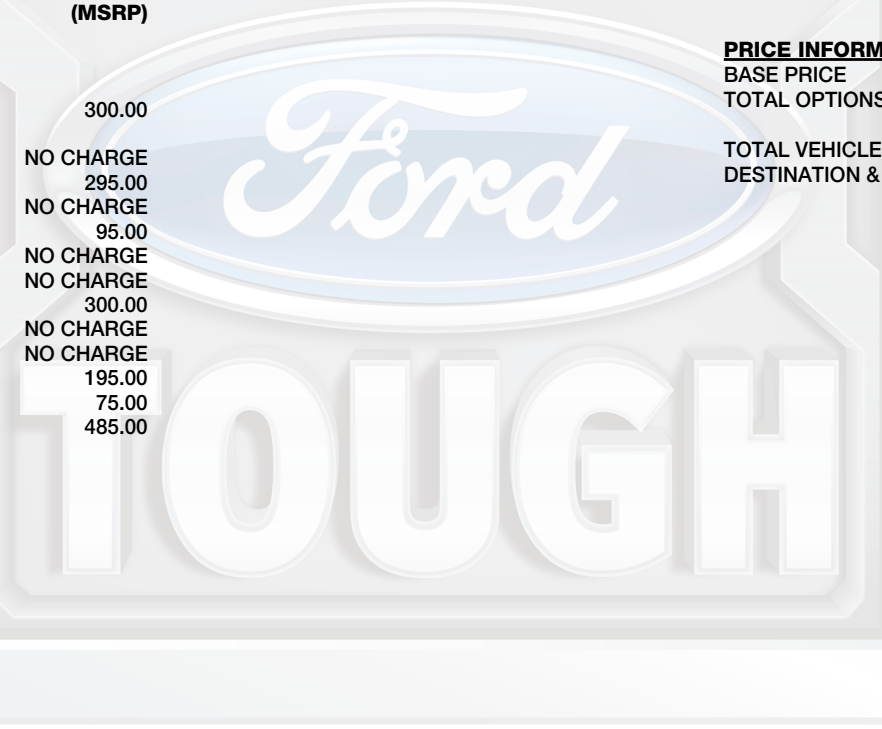 (MSRP)
300.00
NO CHARGE
295.00
NO CHARGE
95.00
NO CHARGE
NO CHARGE
300.00
NO CHARGE
NO CHARGE
195.00
75.00
485.00
PRICE INFORM
BASE PRICE
TOTAL OPTIONS
TOTAL VEHICLE
DESTINATION &
Ford
TOUGH